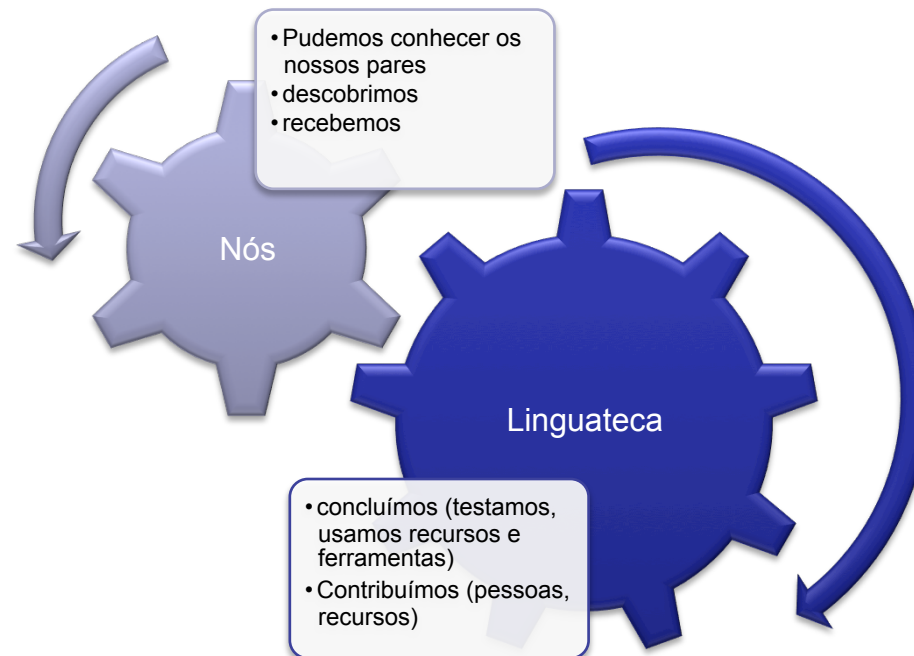 • Pudemos conhecer os
nossos pares
• descobrimos
• recebemos
Nós
Linguateca
• concluímos (testamos,
usamos recursos e
ferramentas)
• Contribuímos (pessoas,
recursos)